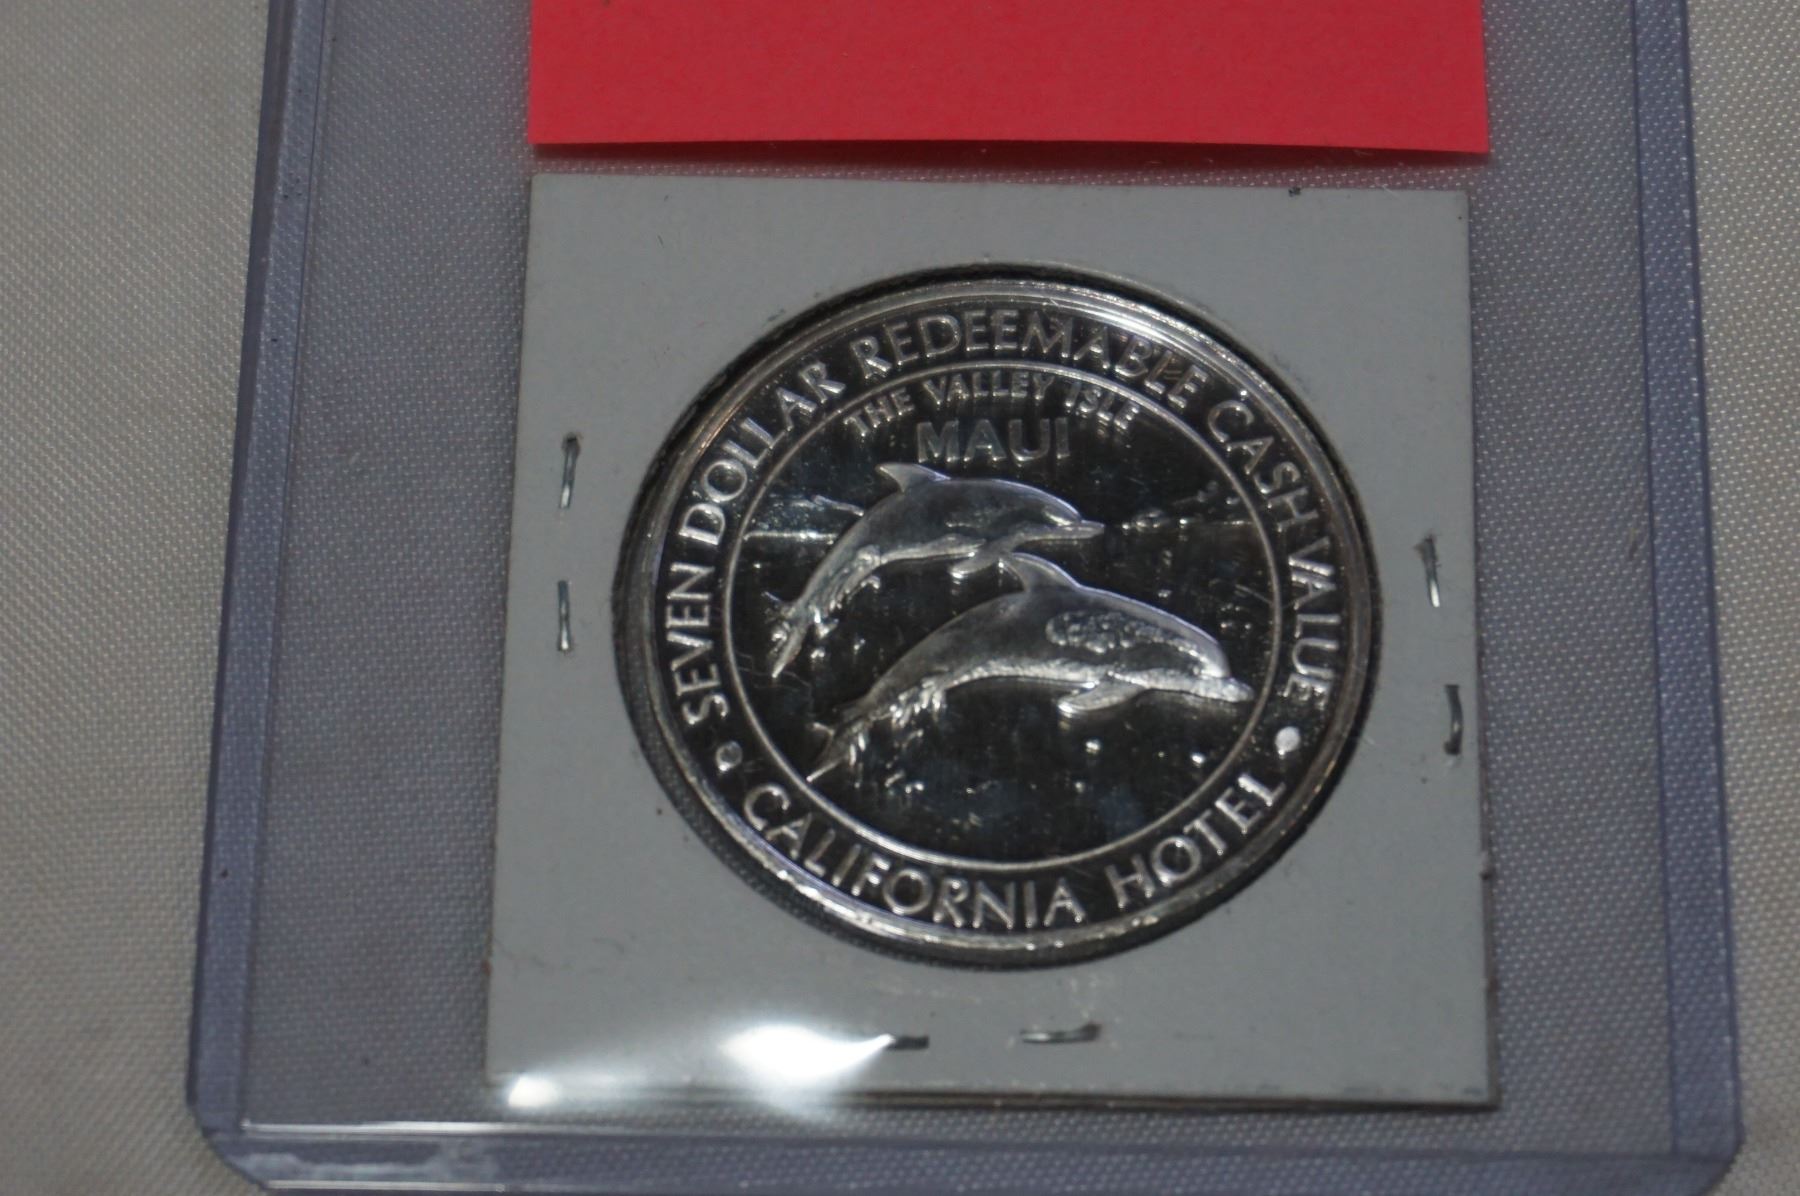 SEVEN DOLLAR REDEEMABLE CASH VALUE
THE VALLEY ISLE
MAUI
• CALIFORNIA HOTEL •